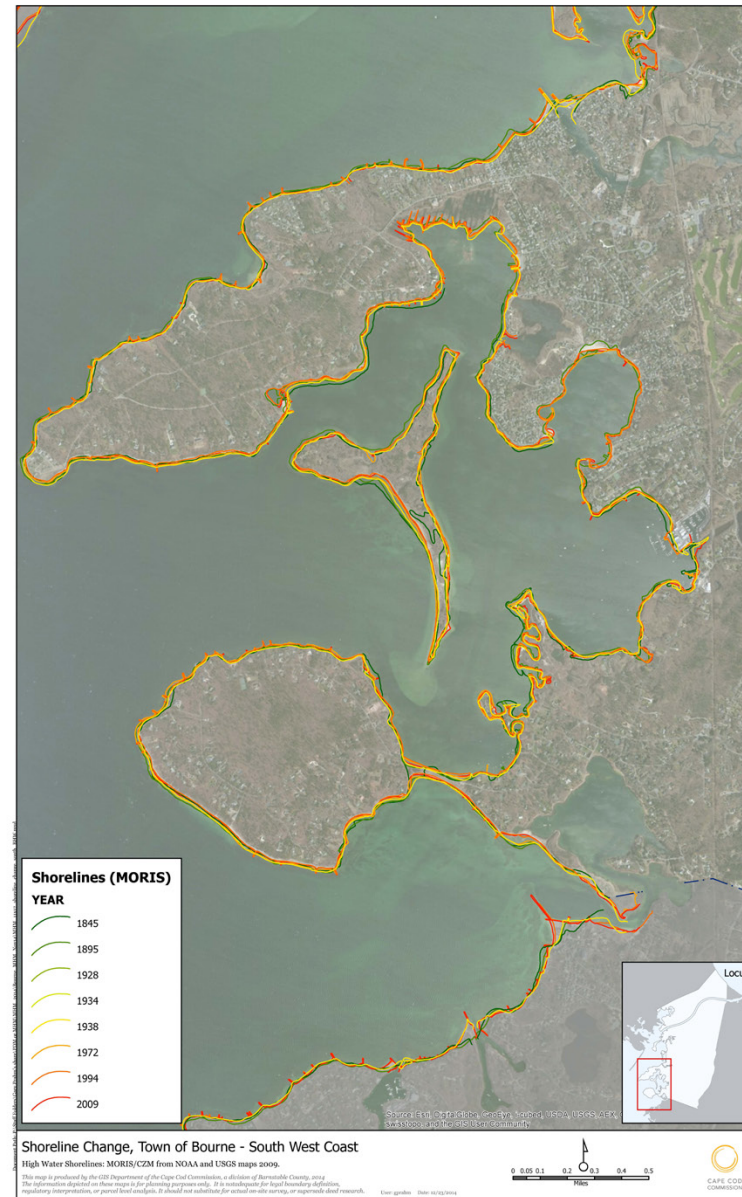 Shorelines (MORIS)
YEAR
1845
1895
1928
1934
1938
1972
1994
2009
Locu
Source: Esri, DigitalGlobe, GeoEye, i-cubed, USDA, USGS, AEX,
swisstopo, and the GIS User Community
Shoreline Change, Town of Bourne - South West Coast
High Water Shorelines: MORIS/CZM from NOAA and USGS maps 2009.
This map is produced by the GIS Department of the Cape Cod Commission, a division of Barnstable County, 2014
The information depicted on these maps is for planning purposes only. It is not adequate for legal boundary definition,
regulatory interpretation, or parcel level analysis. It should not substitute for actual on-site survey, or supersede deed research.
0 0.05 0.1 0.2 0.3 0.4 0.5
Miles
CAPE COD
COMMISSION